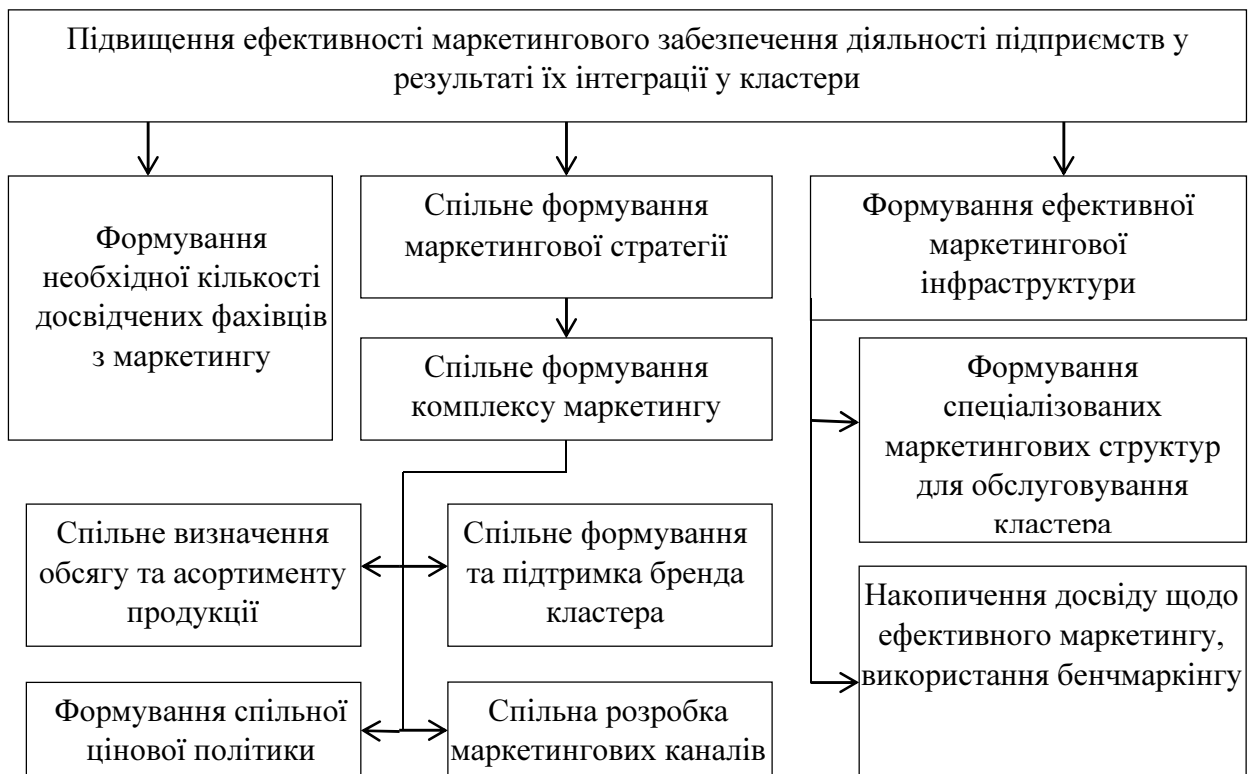 Підвищення ефективності маркетингового забезпечення діяльності підприємств у
результаті їх інтеграції у кластери
Формування
необхідної кількості
досвідчених фахівців
з маркетингу
Спільне формування
маркетингової стратегії
Формування ефективної
маркетингової
інфраструктури
Спільне формування
комплексу маркетингу
Формування
спеціалізованих
маркетингових структур
для обслуговування
кластера
Спільне визначення
обсягу та асортименту
продукції
Спільне формування
та підтримка бренда
кластера
Накопичення досвіду щодо
ефективного маркетингу,
використання бенчмаркінгу
Формування спільної
цінової політики
Спільна розробка
маркетингових каналів